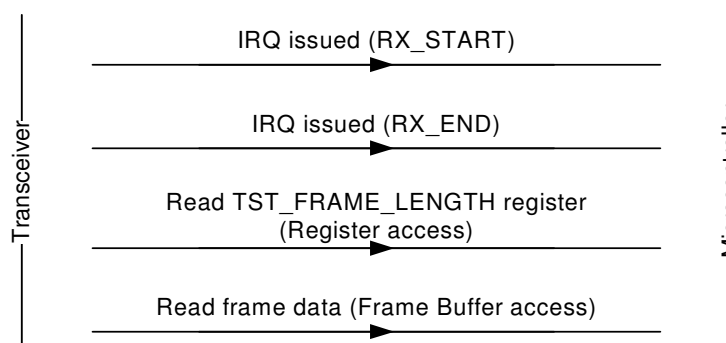 IRQ issued (RX_START)
IRQ issued (RX_END)
Read TST_FRAME_LENGTH register
(Register access)
Read frame data (Frame Buffer access)
Transceiver